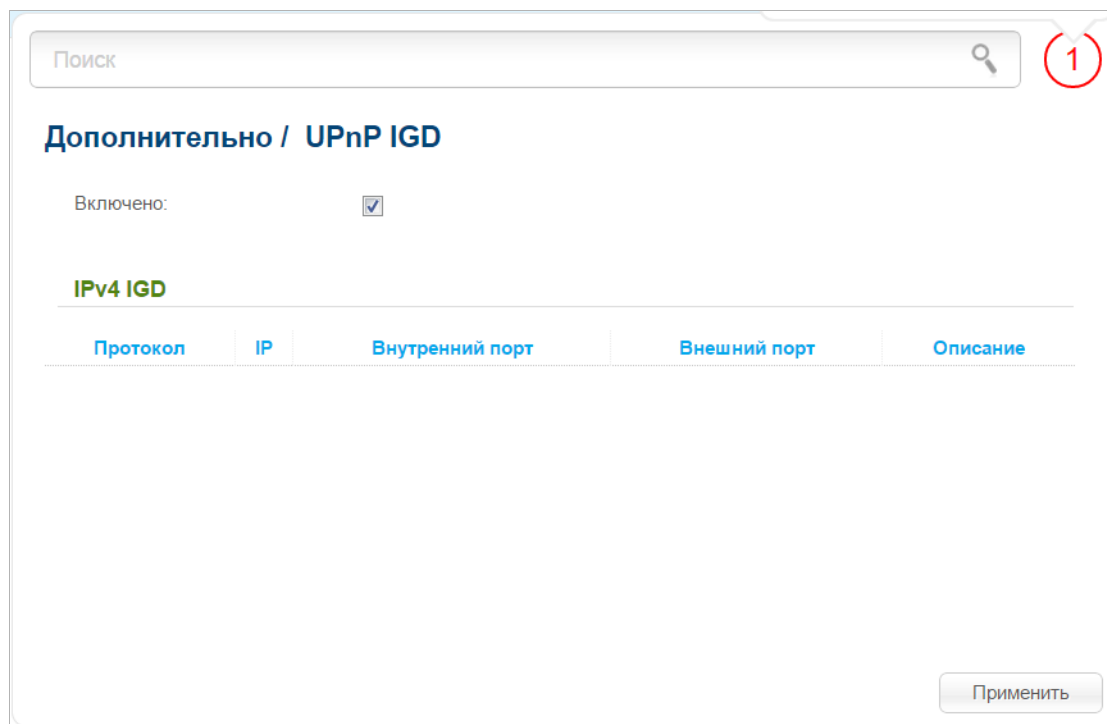 Поиск
1
Дополнительно / UPnP IGD
Включено:
IPv4 IGD
Протокол IP Внутренний порт Внешний порт Описание
Применить